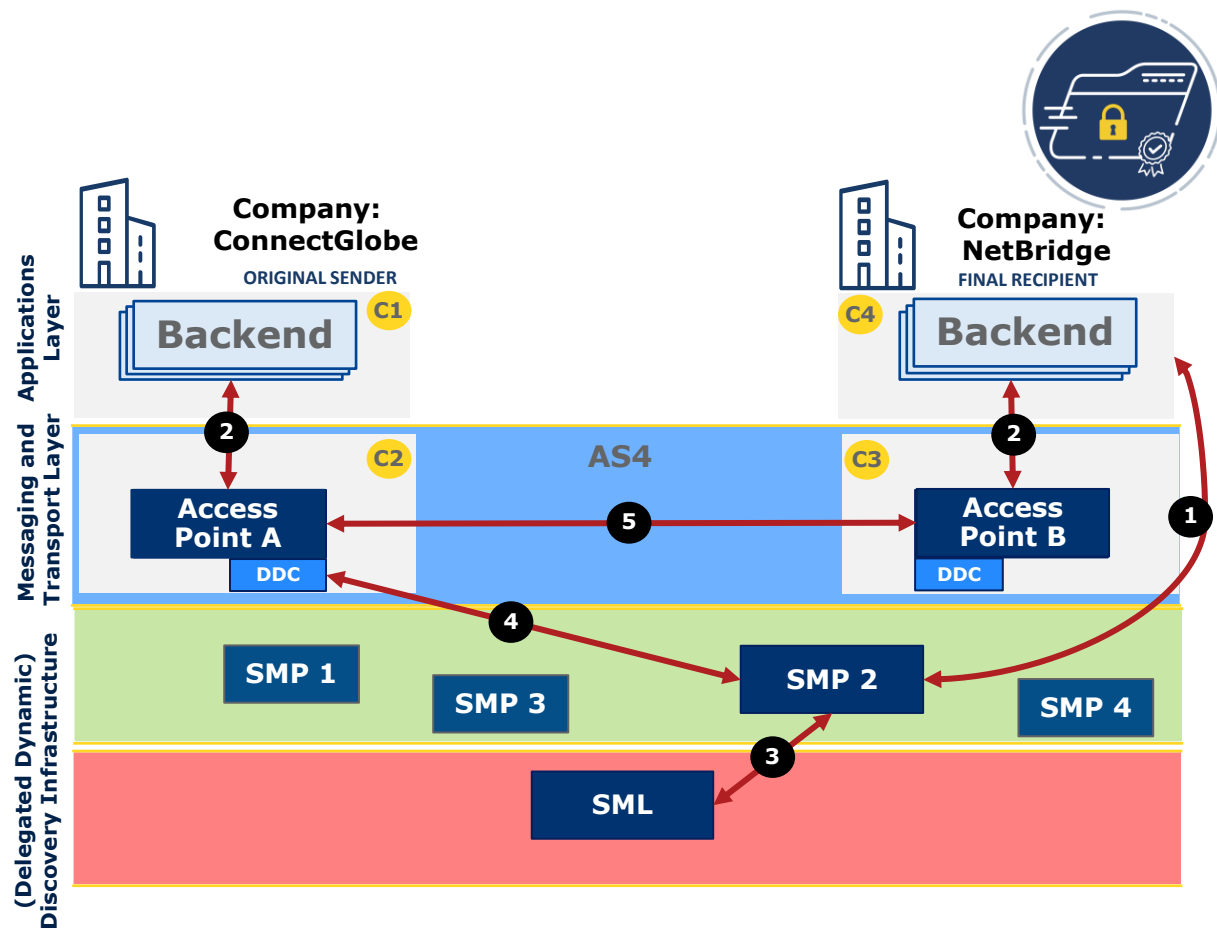 Company:
ConnectGlobe
ORIGINAL SENDER
Company:
NetBridge
FINAL RECIPIENT
Applications
Layer
C1
Backend
C4
Backend
2
2
1
Messaging and
Transport Layer
C2
AS4
C3
Access
Point A
DDC
5
Access
Point B
DDC
4
(Delegated Dynamic)
Discovery Infrastructure
SMP 1
SMP 3
SMP 2
SMP 4
3
SML